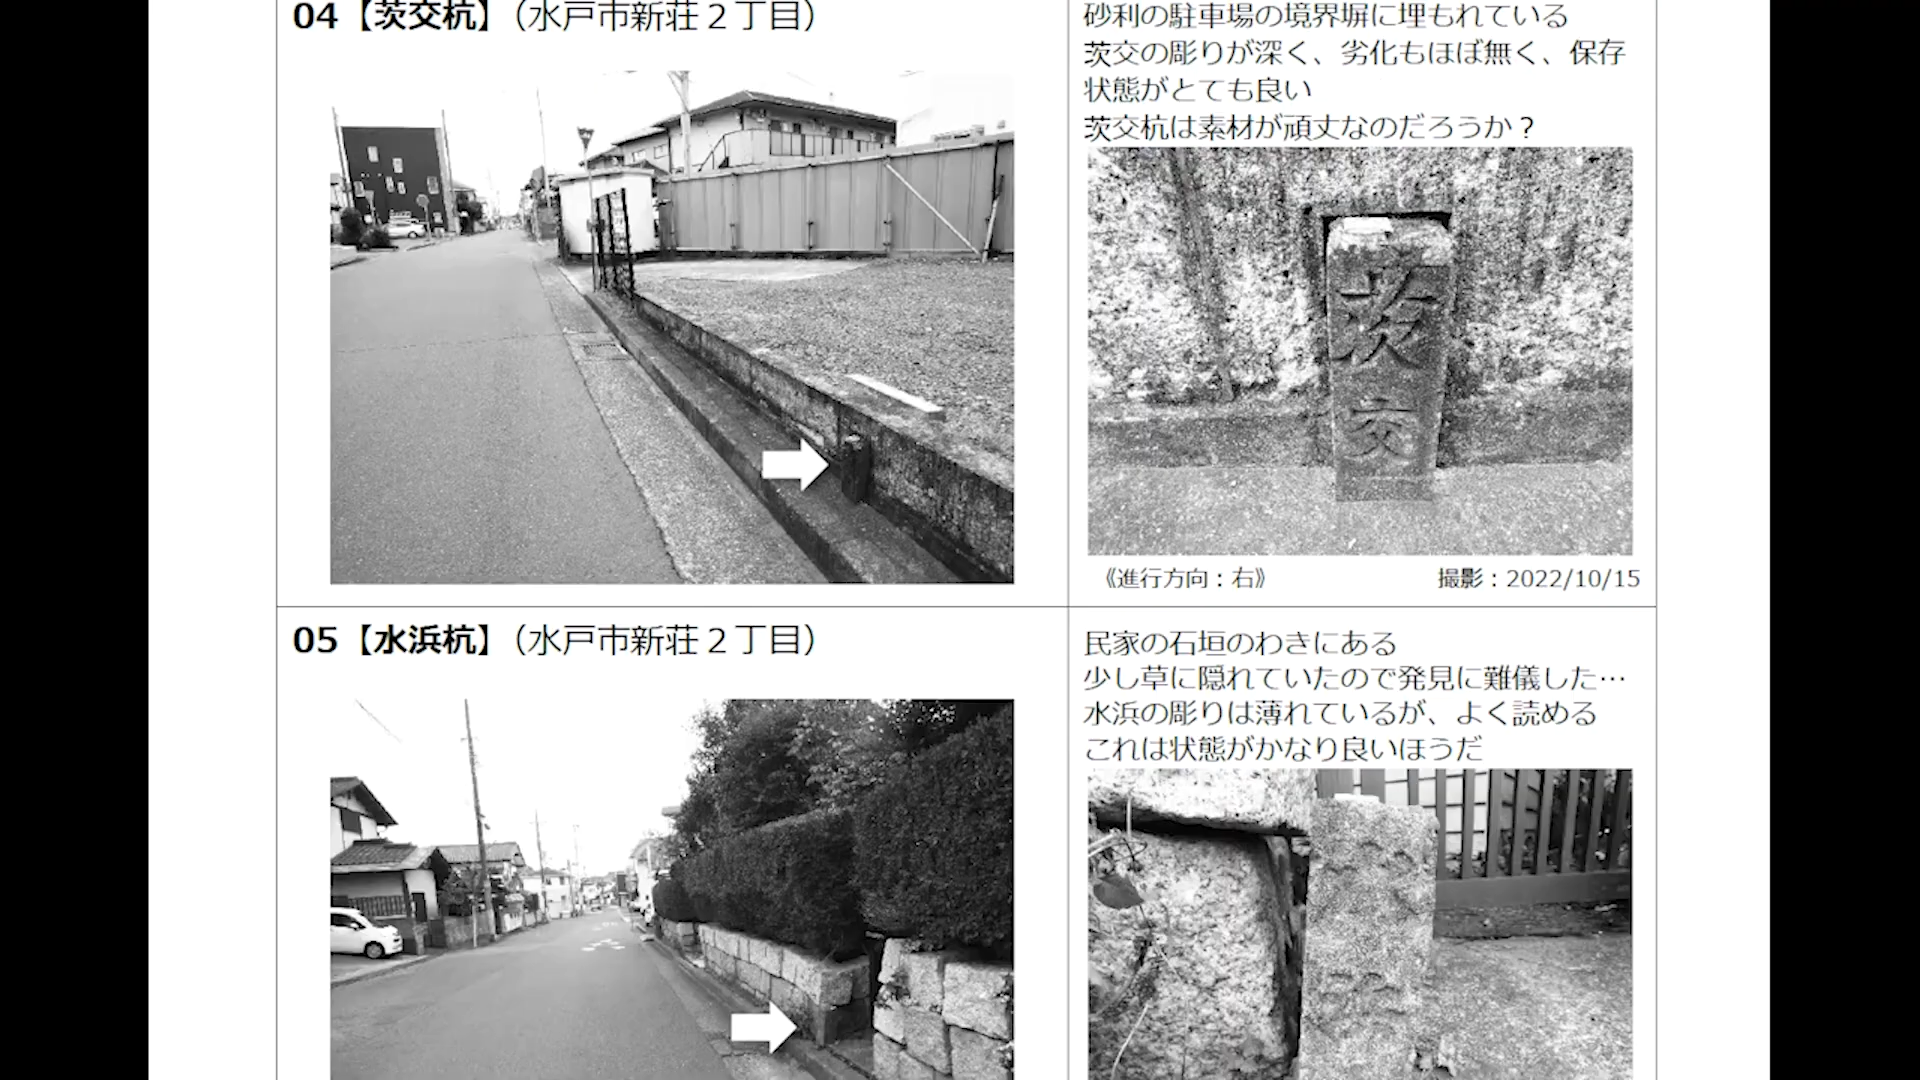 04【茨交杭】（水戸市新荘２丁目）
砂利の駐車場の境界塀に埋もれている
茨交の彫りが深く、劣化もほぼ無く、保存
状態がとても良い
茨交杭は素材が頑丈なのだろうか？
茨
交
《進行方向：右》
撮影：2022/10/15
05【水浜杭】（水戸市新荘２丁目）
民家の石垣のわきにある
少し草に隠れていたので発見に難儀した…
水浜の彫りは薄れているが、よく読める
これは状態がかなり良いほうだ